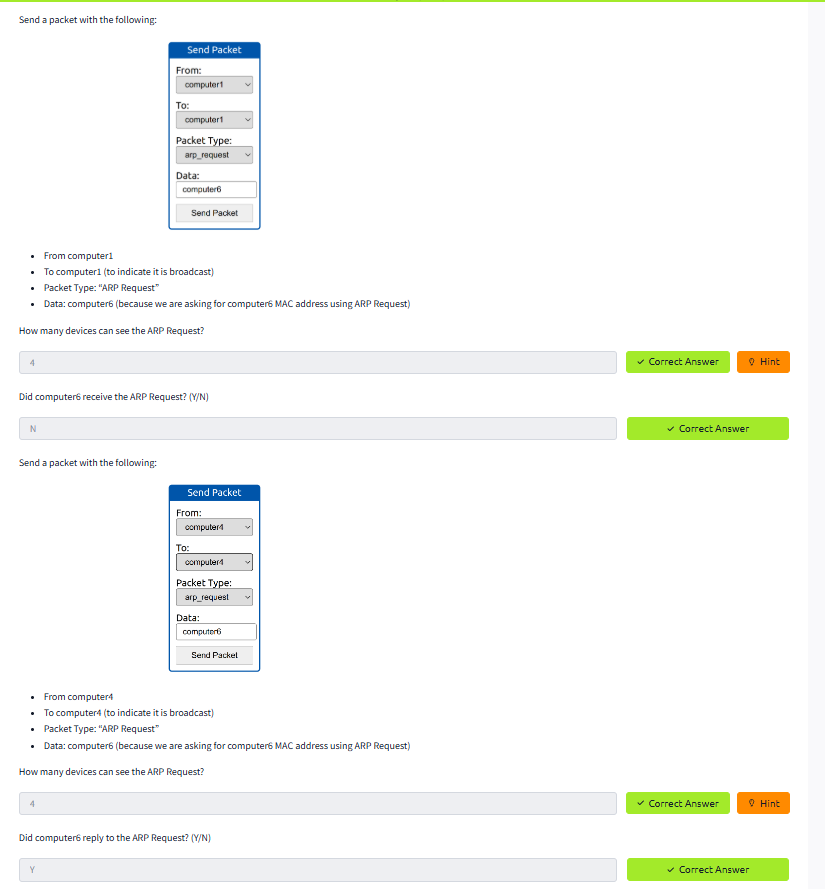 Send a packet with the following:
Send Packet
From:
computer1
To:
computer1
Packet Type:
arp_request
Data:
computer6
Send Packet
• From computer1
• To computer1 (to indicate it is broadcast)
• Packet Type: “ARP Request”
• Data: computer6 (because we are asking for computer6 MAC address using ARP Request)
How many devices can see the ARP Request?
4
✓ Correct Answer
Hint
Did computer6 receive the ARP Request? (Y/N)
N
✓ Correct Answer
Send a packet with the following:
Send Packet
From:
computer4
To:
computer4
Packet Type:
arp_request
Data:
computer6
Send Packet
• From computer4
• To computer4 (to indicate it is broadcast)
• Packet Type: “ARP Request”
• Data: computer6 (because we are asking for computer6 MAC address using ARP Request)
How many devices can see the ARP Request?
4
✓ Correct Answer
Hint
Did computer6 reply to the ARP Request? (Y/N)
Y
✓ Correct Answer